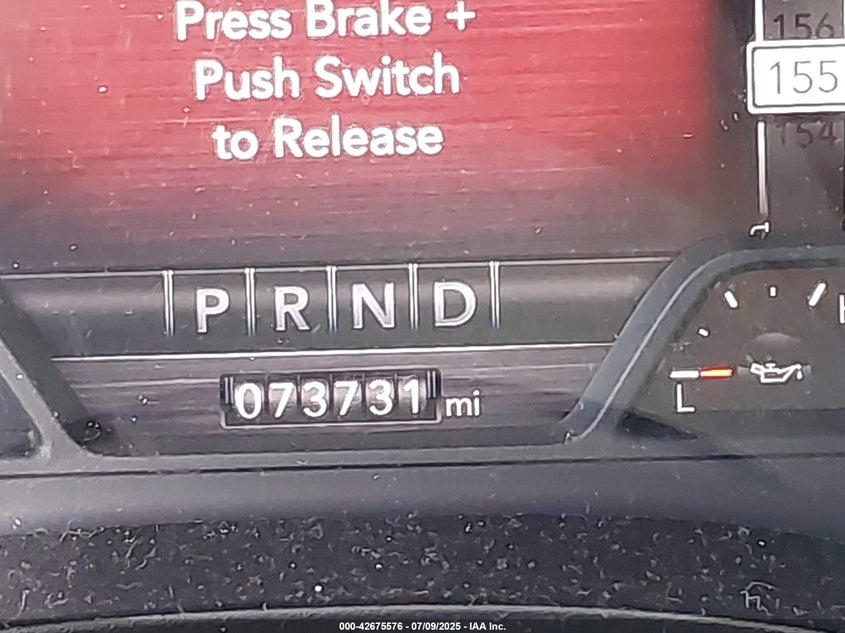 Press Brake +
Push Switch
to Release
156
155
154
P R N D
073731 mi
L
000-42675576 - 07/09/2025 - IAA Inc.